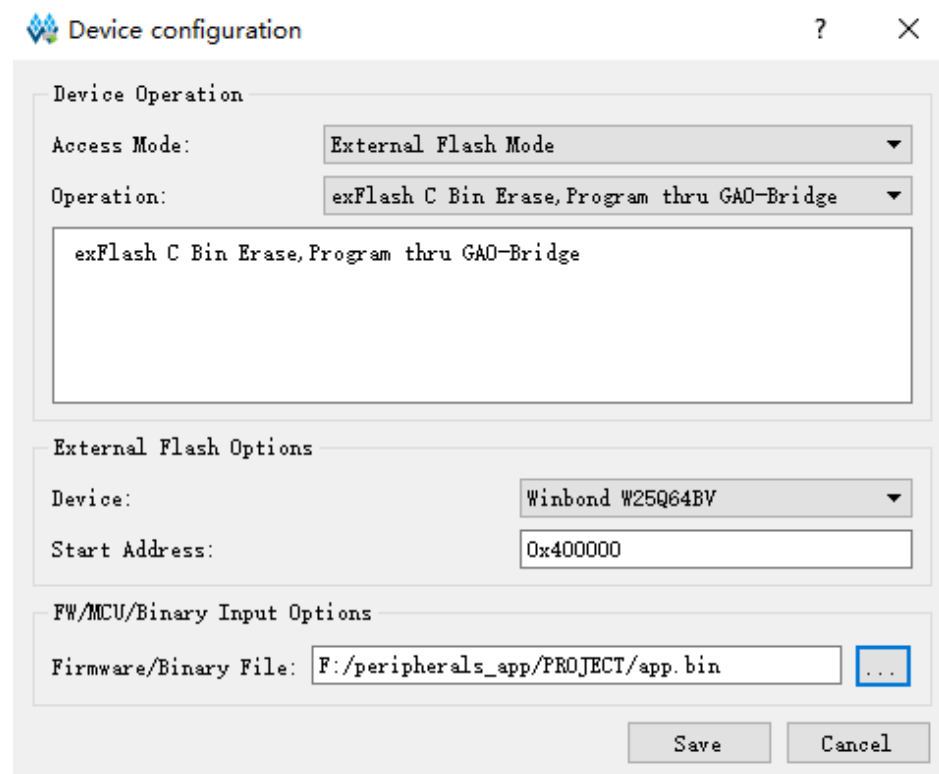 Device configuration
?
Device Operation
Access Mode: External Flash Mode
Operation: exFlash C Bin Erase,Program thru GAO-Bridge
exFlash C Bin Erase,Program thru GAO-Bridge
External Flash Options
Device: Winbond W25Q64BV
Start Address: 0x400000
FW/MCU/Binary Input Options
Firmware/Binary File: F:/peripherals_app/PROJECT/app.bin ...
Save Cancel